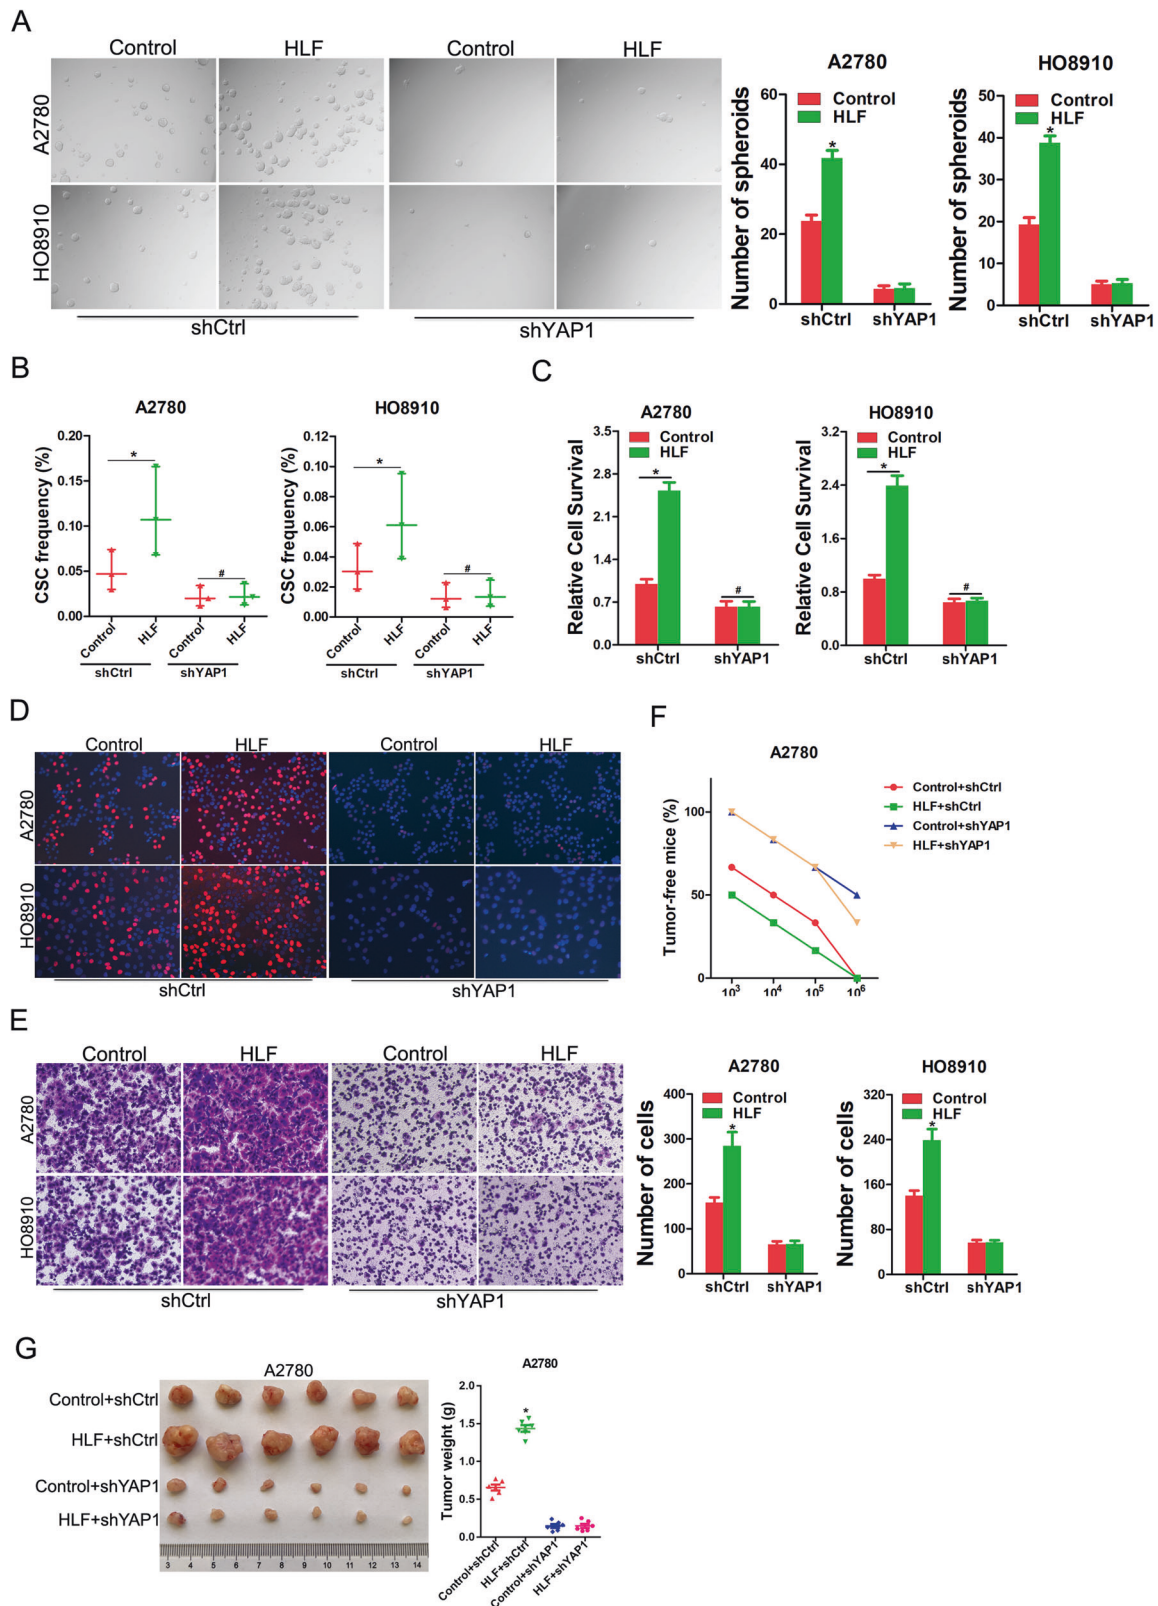 A
Control HLF Control HLF
A2780
HO8910
shCtrl shYAP1
A2780
Number of spheroids
60
40
20
0
Control
HLF
*
shCtrl shYAP1
HO8910
Number of spheroids
50
40
30
20
10
0
Control
HLF
*
shCtrl shYAP1
B
A2780
CSC frequency (%)
0.20
0.15
0.10
0.05
0.00
*
#
Control HLF Control HLF
shCtrl shYAP1
HO8910
CSC frequency (%)
0.12
0.10
0.08
0.06
0.04
0.02
0.00
*
#
Control HLF Control HLF
shCtrl shYAP1
C
A2780
Relative Cell Survival
3.5
2.8
2.1
1.4
0.7
0.0
Control
HLF
*
#
shCtrl shYAP1
HO8910
Relative Cell Survival
3.2
2.4
1.6
0.8
0.0
Control
HLF
*
#
shCtrl shYAP1
D
Control HLF Control HLF
A2780
HO8910
shCtrl shYAP1
F
A2780
Tumor-free mice (%)
100
50
0
10³ 10⁴ 10⁵ 10⁶
Control+shCtrl
HLF+shCtrl
Control+shYAP1
HLF+shYAP1
E
Control HLF Control HLF
A2780
HO8910
shCtrl shYAP1
A2780
Number of cells
400
300
200
100
0
Control
HLF
*
shCtrl shYAP1
HO8910
Number of cells
320
240
160
80
0
Control
HLF
*
shCtrl shYAP1
G
A2780
Control+shCtrl
HLF+shCtrl
Control+shYAP1
HLF+shYAP1
3 4 5 6 7 8 9 10 11 12 13 14
A2780
Tumor weight (g)
2.0
1.5
1.0
0.5
0.0
*
Control+shCtrl
HLF+shCtrl
Control+shYAP1
HLF+shYAP1